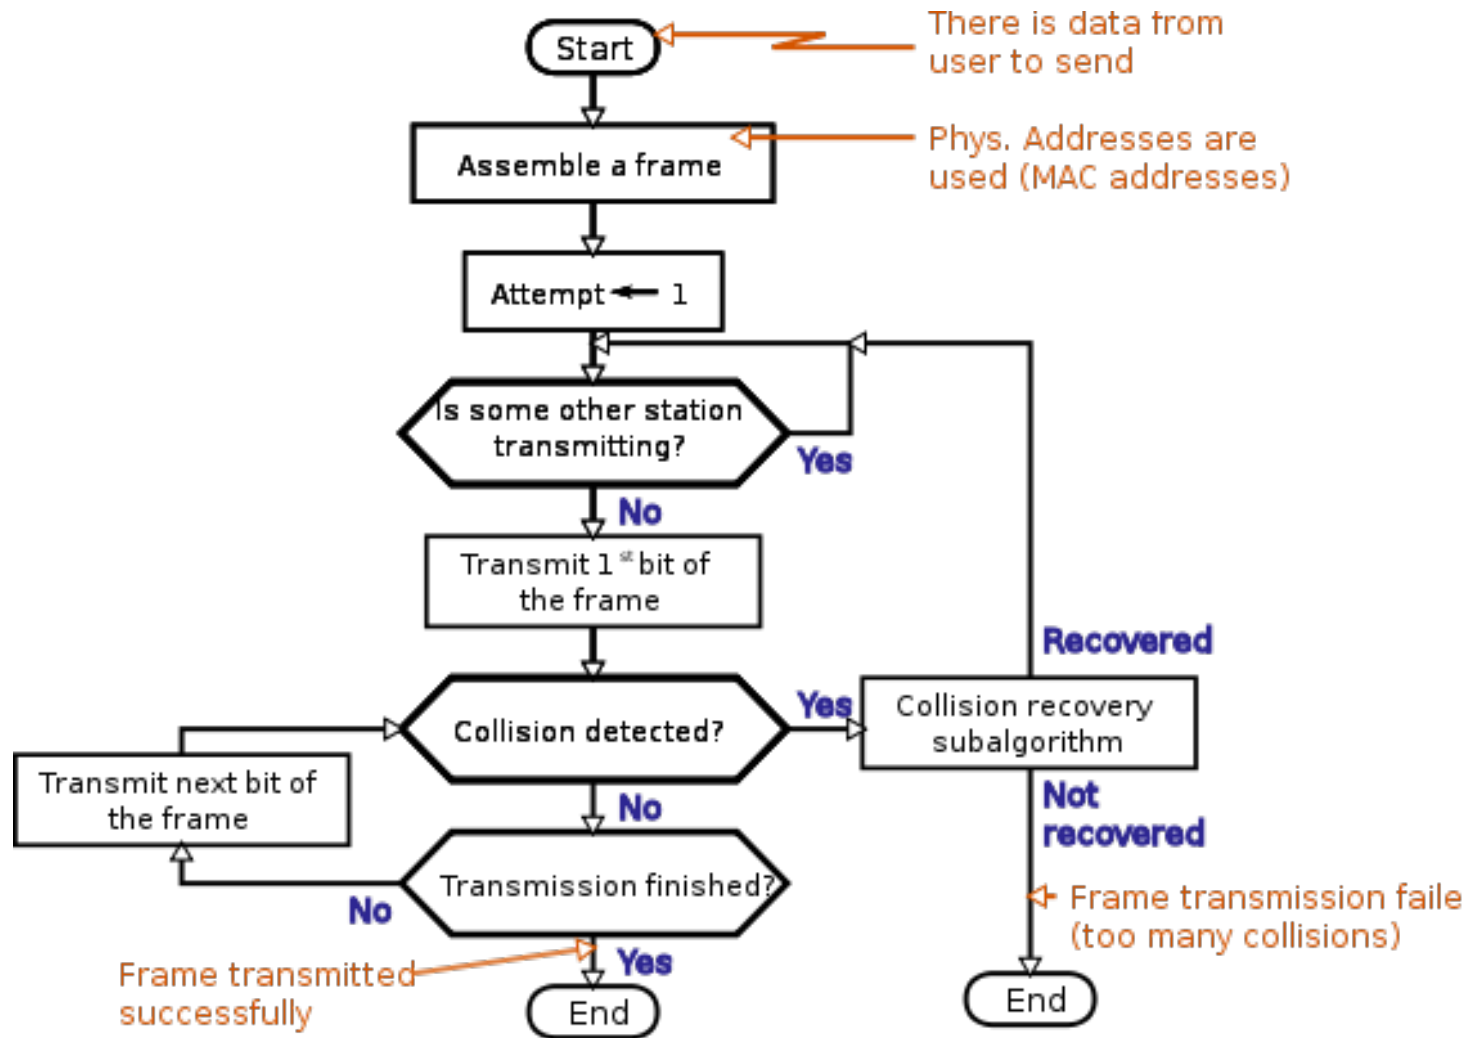 Start
There is data from
user to send
Assemble a frame
Phys. Addresses are
used (MAC addresses)
Attempt ← 1
Is some other station
transmitting?
Yes
No
Transmit 1st bit of
the frame
Recovered
Collision detected?
Yes
Collision recovery
subalgorithm
Transmit next bit of
the frame
No
Not
recovered
Transmission finished?
No
Frame transmission faile
(too many collisions)
Yes
Frame transmitted
successfully
End
End